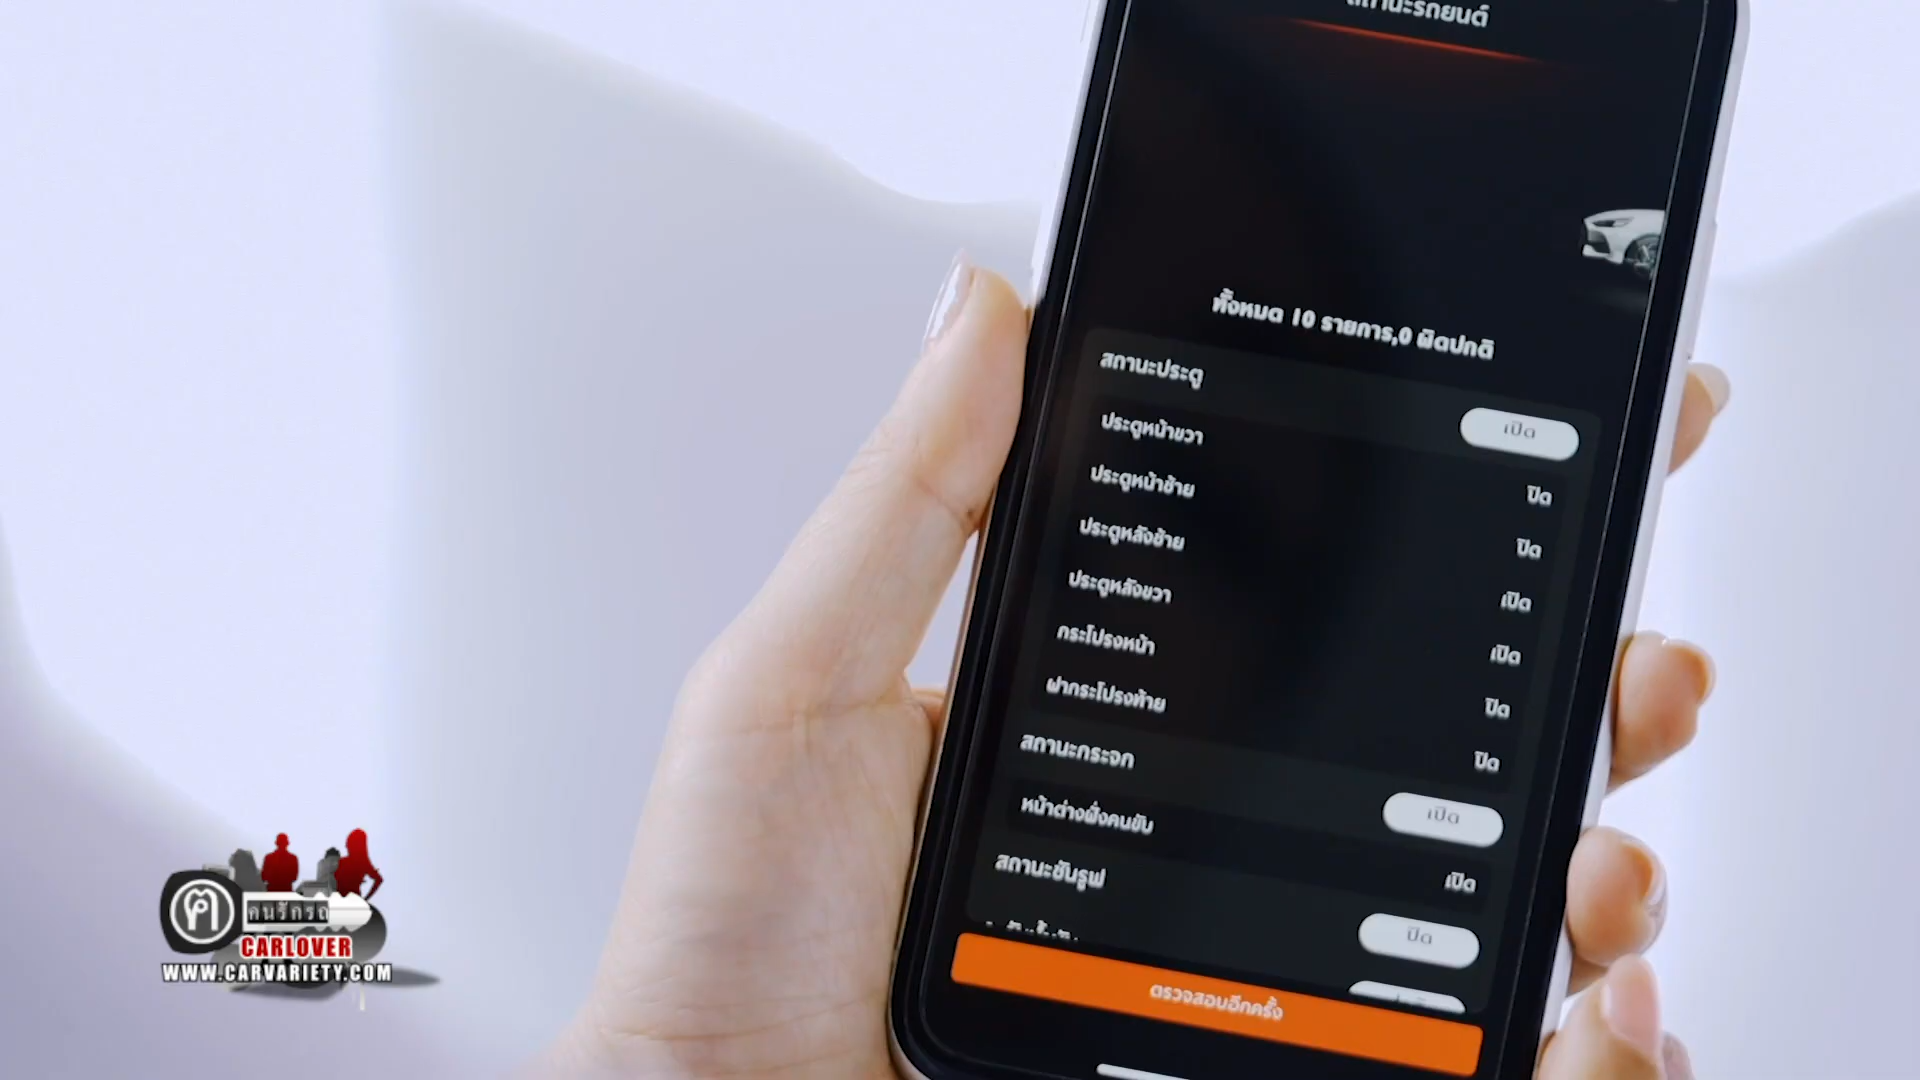 สถานะรถยนต์
ทั้งหมด 10 รายการ,0 ผิดปกติ
สถานะประตู
เปิด
ประตูหน้าขวา
ปิด
ประตูหน้าซ้าย
ปิด
ประตูหลังซ้าย
เปิด
ประตูหลังขวา
เปิด
กระโปรงหน้า
ปิด
ฝากระโปรงท้าย
ปิด
สถานะกระจก
เปิด
หน้าต่างฝั่งคนขับ
เปิด
สถานะซันรูฟ
ปิด
ตรวจสอบอีกครั้ง
ฅ คนรักรถ
CARLOVER
WWW.CARVARIETY.COM